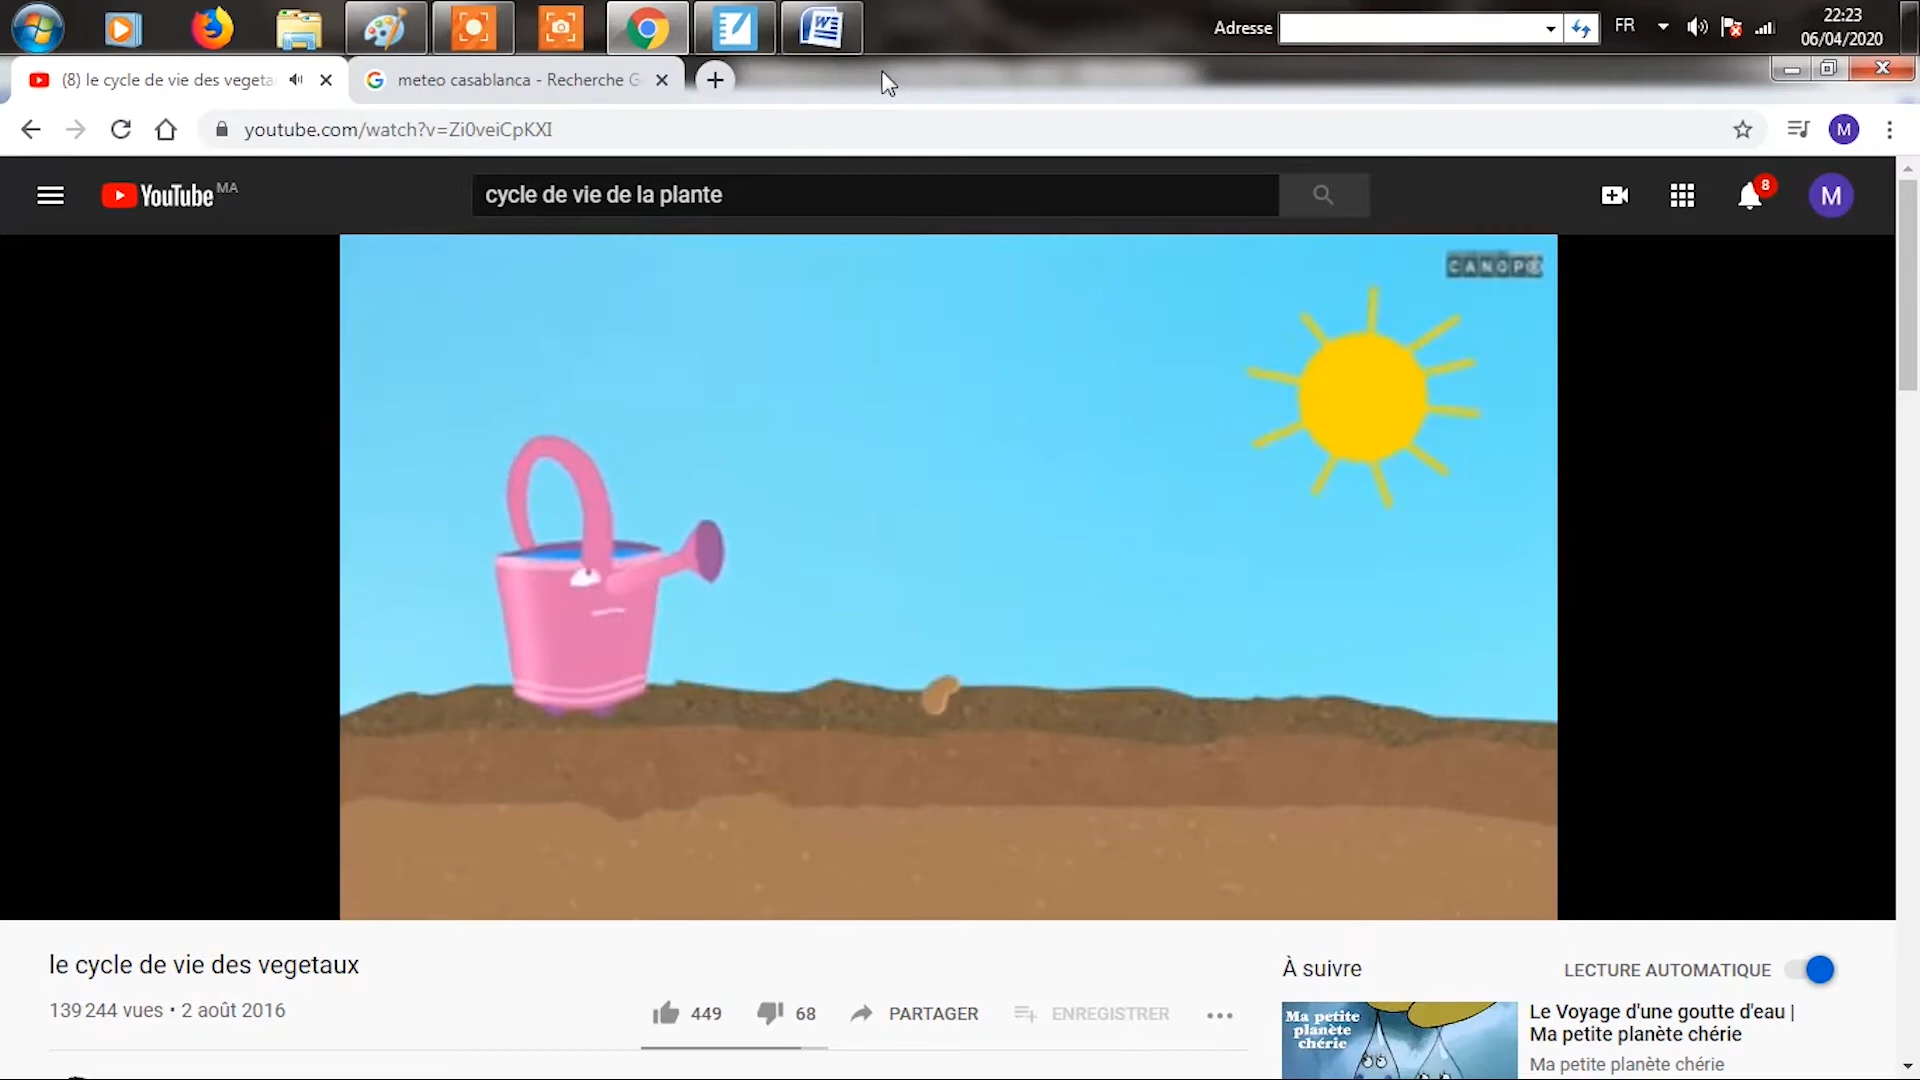 Adresse
FR
22:23
06/04/2020
(8) le cycle de vie des vegeta
meteo casablanca - Recherche G
youtube.com/watch?v=Zi0veiCpKXI
M
YouTube MA
cycle de vie de la plante
8
M
CANOPÉ
le cycle de vie des vegetaux
139 244 vues • 2 août 2016
449
68
PARTAGER
ENREGISTRER
À suivre
LECTURE AUTOMATIQUE
Ma petite
planète
chérie
Le Voyage d'une goutte d'eau |
Ma petite planète chérie
Ma petite planète chérie